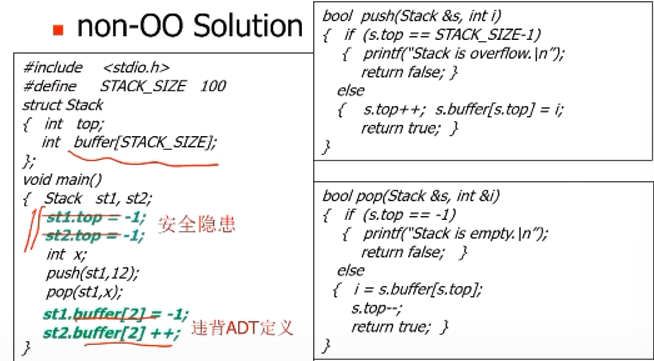 non-OO Solution
#include <stdio.h>
#define STACK_SIZE 100
struct Stack
{ int top;
int buffer[STACK_SIZE];
};
void main()
{ Stack st1, st2;
st1.top = -1;
st2.top = -1;
安全隐患
int x;
push(st1,12);
pop(st1,x);
st1.buffer[2] = -1;
st2.buffer[2] ++;
违背ADT定义
}
bool push(Stack &s, int i)
{ if (s.top == STACK_SIZE-1)
{ printf("Stack is overflow.\n");
return false; }
else
{ s.top++; s.buffer[s.top] = i;
return true; }
}
bool pop(Stack &s, int &i)
{ if (s.top == -1)
{ printf("Stack is empty.\n");
return false; }
else
{ i = s.buffer[s.top];
s.top--;
return true; }
}